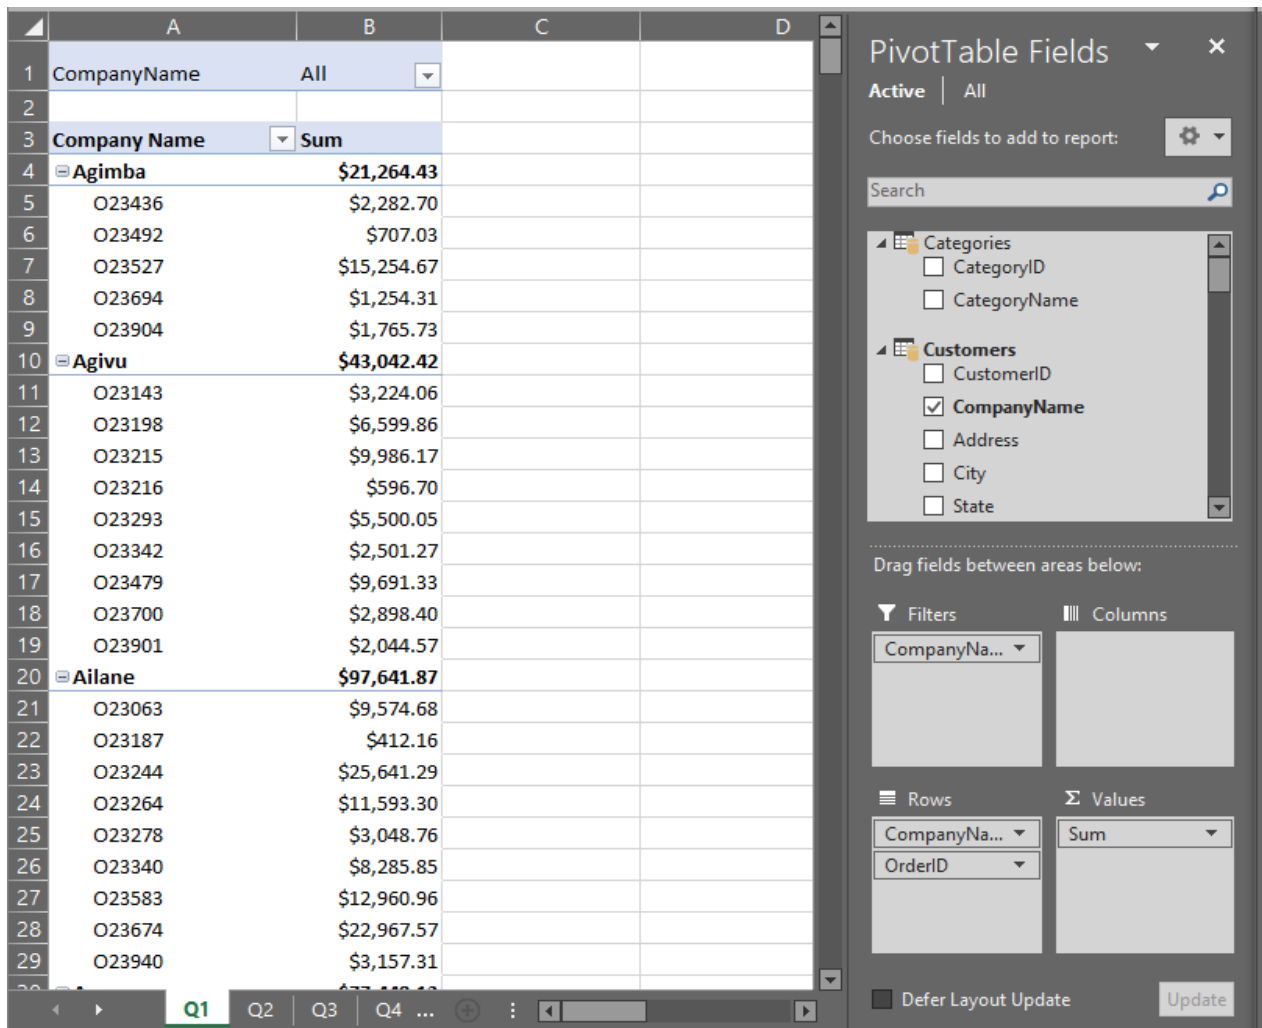 A B C D
1 CompanyName All
2
3 Company Name Sum
4 Agimba $21,264.43
5 O23436 $2,282.70
6 O23492 $707.03
7 O23527 $15,254.67
8 O23694 $1,254.31
9 O23904 $1,765.73
10 Agivu $43,042.42
11 O23143 $3,224.06
12 O23198 $6,599.86
13 O23215 $9,986.17
14 O23216 $596.70
15 O23293 $5,500.05
16 O23342 $2,501.27
17 O23479 $9,691.33
18 O23700 $2,898.40
19 O23901 $2,044.57
20 Ailane $97,641.87
21 O23063 $9,574.68
22 O23187 $412.16
23 O23244 $25,641.29
24 O23264 $11,593.30
25 O23278 $3,048.76
26 O23340 $8,285.85
27 O23583 $12,960.96
28 O23674 $22,967.57
29 O23940 $3,157.31
Q1 Q2 Q3 Q4 ...
PivotTable Fields
Active All
Choose fields to add to report:
Search
Categories
CategoryID
CategoryName
Customers
CustomerID
CompanyName
Address
City
State
Drag fields between areas below:
Filters Columns
CompanyNa...
Rows Σ Values
CompanyNa... Sum
OrderID
Defer Layout Update Update